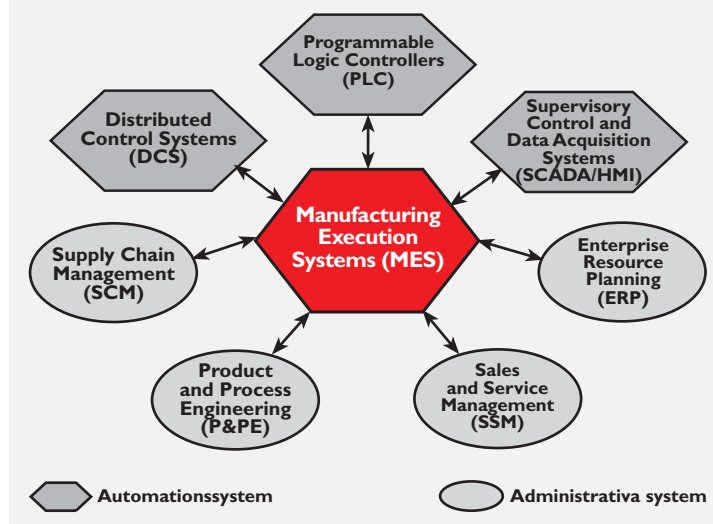 Programmable
Logic Controllers
(PLC)
Distributed
Control Systems
(DCS)
Supervisory
Control and
Data Acquisition
Systems
(SCADA/HMI)
Manufacturing
Execution
Systems (MES)
Supply Chain
Management
(SCM)
Enterprise
Resource
Planning
(ERP)
Product
and Process
Engineering
(P&PE)
Sales
and Service
Management
(SSM)
Automationssystem
Administrativa system